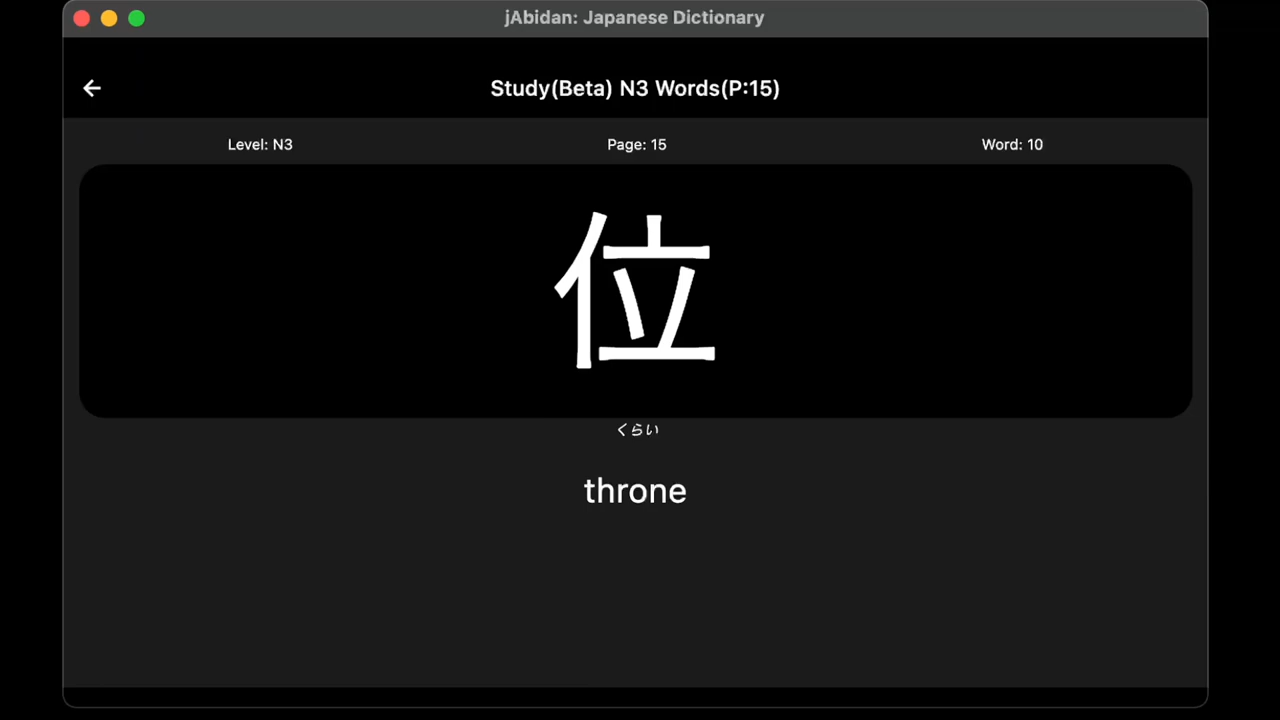 jAbidan: Japanese Dictionary
Study(Beta) N3 Words(P:15)
Level: N3 Page: 15 Word: 10
位
くらい
throne